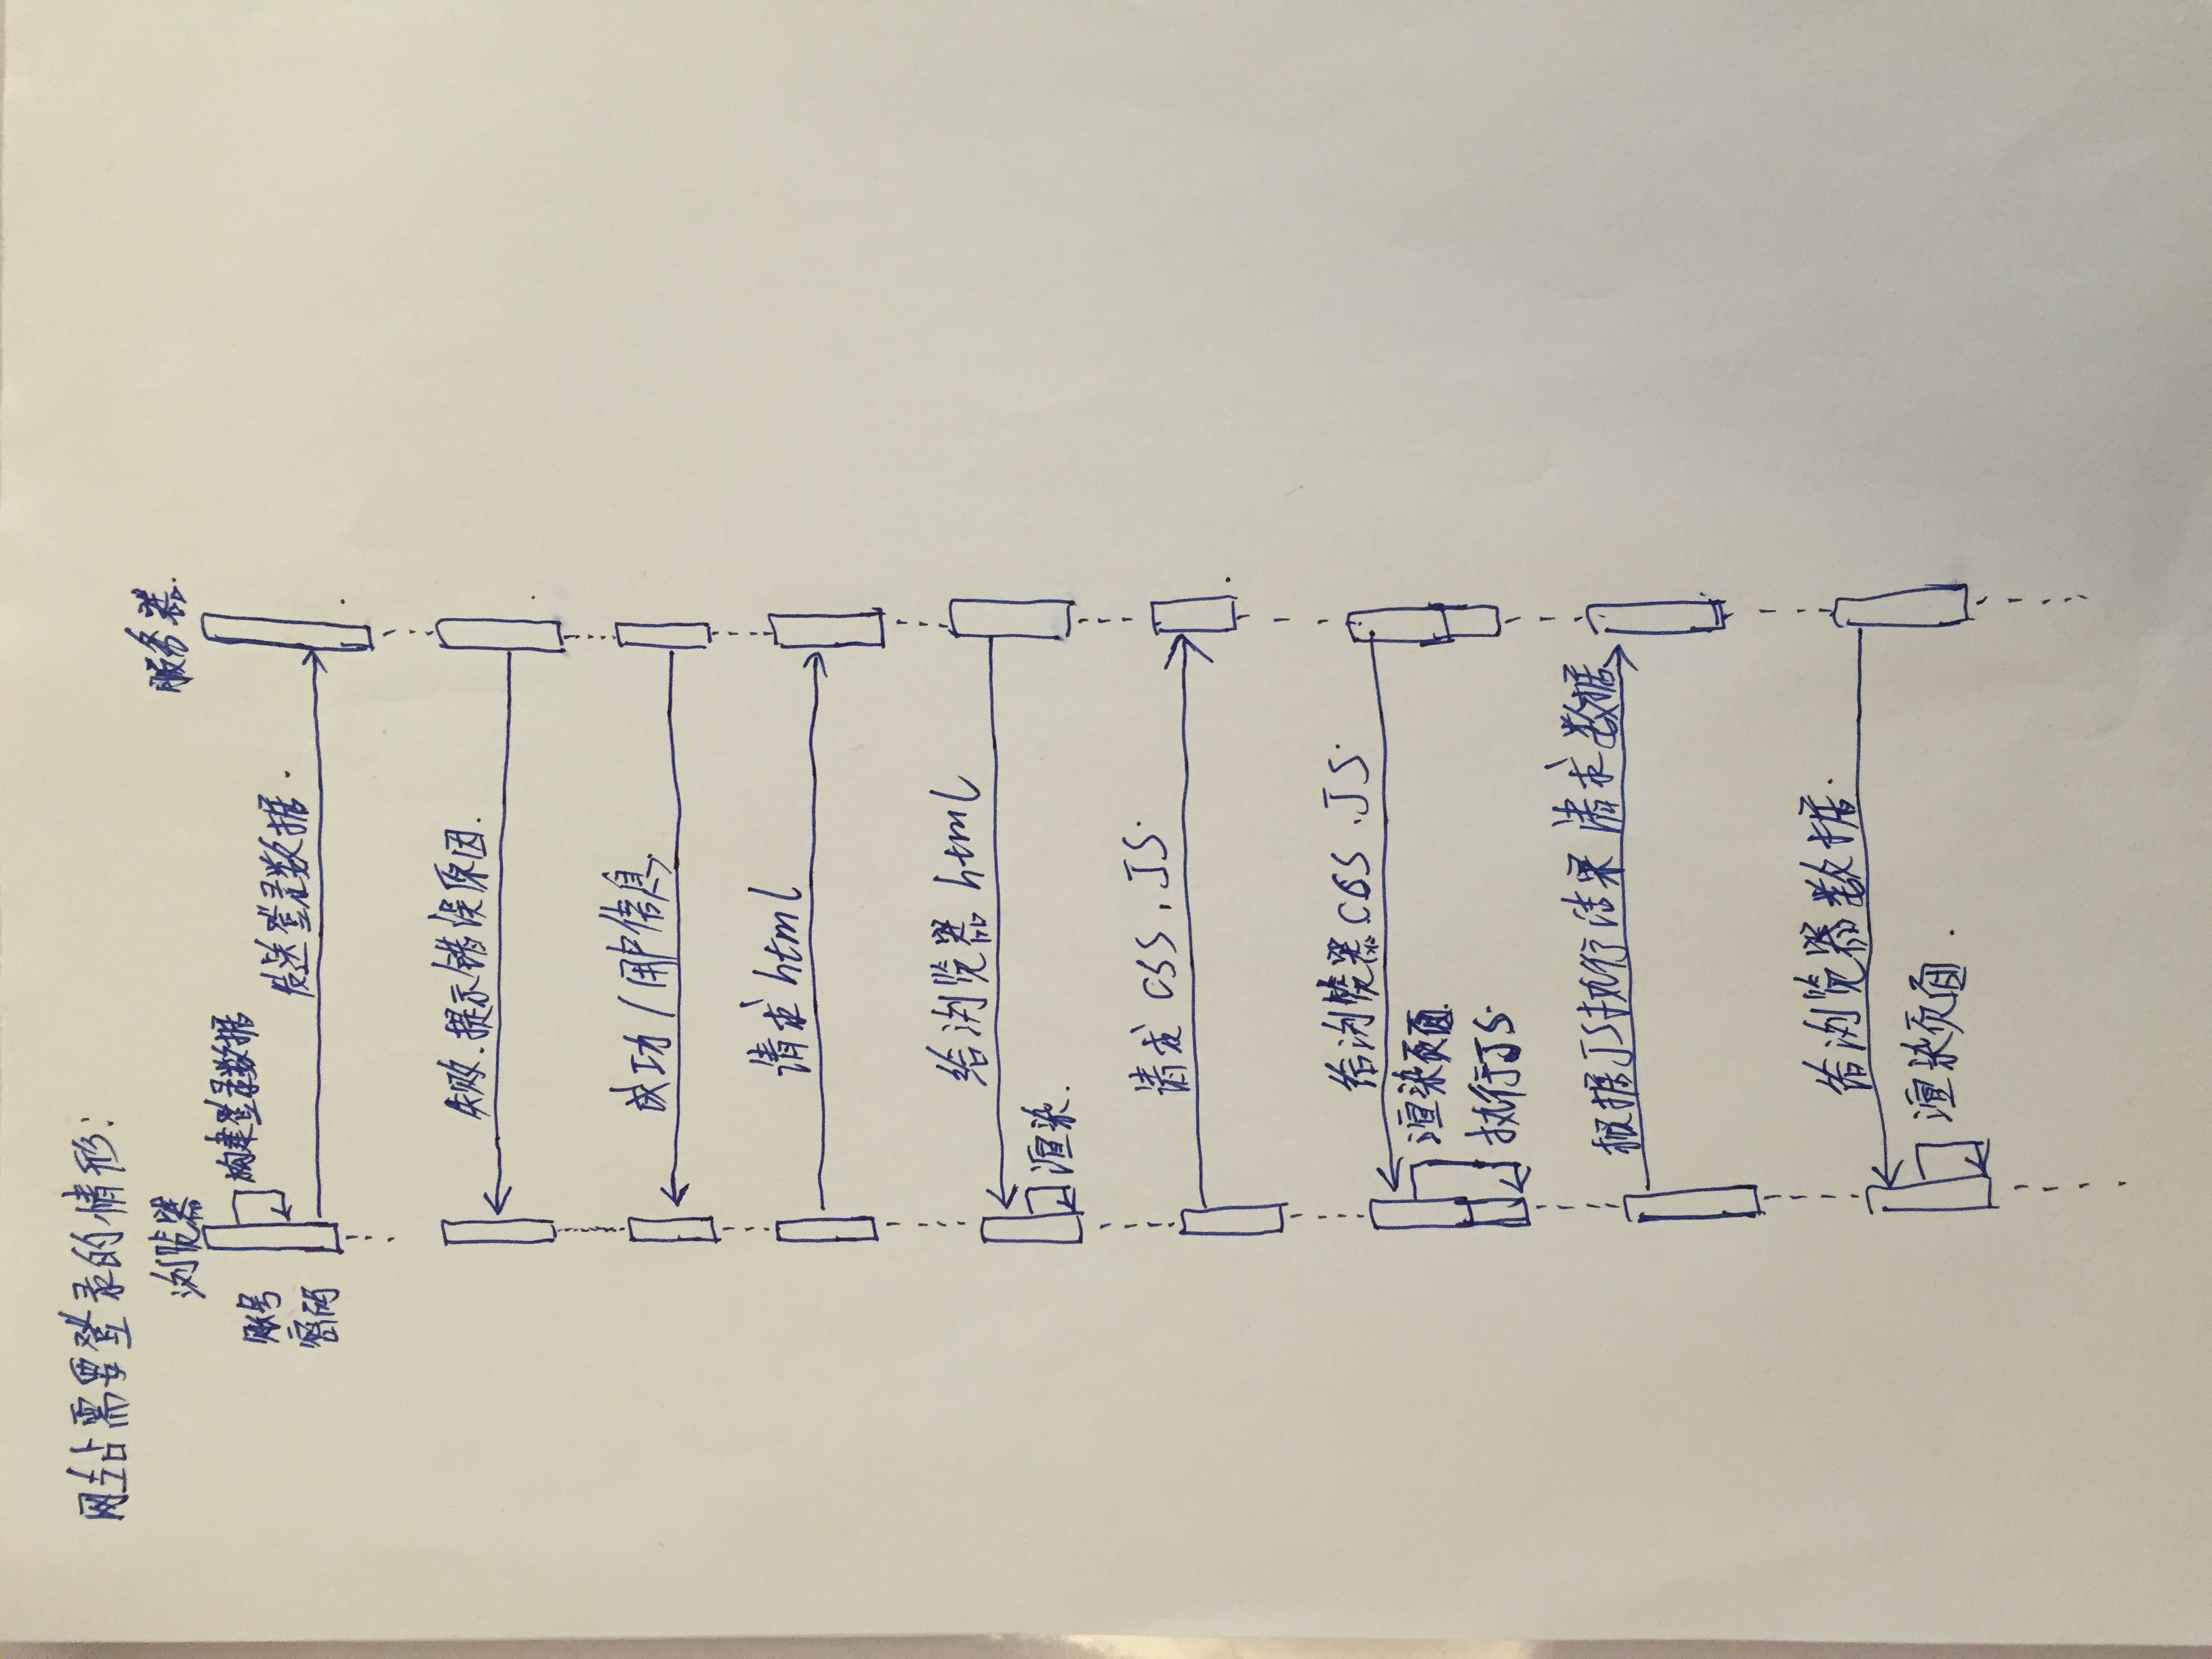 网站需要登录的情形:
浏览器
服务器.
构建登录数据
账号
密码
发送登录数据.
失败.提示错误原因.
成功/用户信息
请求html
给浏览器html
渲染.
请求CSS、JS.
给浏览器CSS、JS.
渲染页面.
执行JS.
根据JS执行结果请求数据
给浏览器数据.
渲染页面.